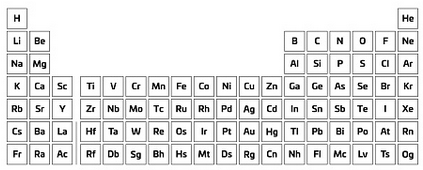 H He
Li Be B C N O F Ne
Na Mg Al Si P S Cl Ar
K Ca Sc Ti V Cr Mn Fe Co Ni Cu Zn Ga Ge As Se Br Kr
Rb Sr Y Zr Nb Mo Tc Ru Rh Pd Ag Cd In Sn Sb Te I Xe
Cs Ba La Hf Ta W Re Os Ir Pt Au Hg Tl Pb Bi Po At Rn
Fr Ra Ac Rf Db Sg Bh Hs Mt Ds Rg Cn Nh Fl Mc Lv Ts Og